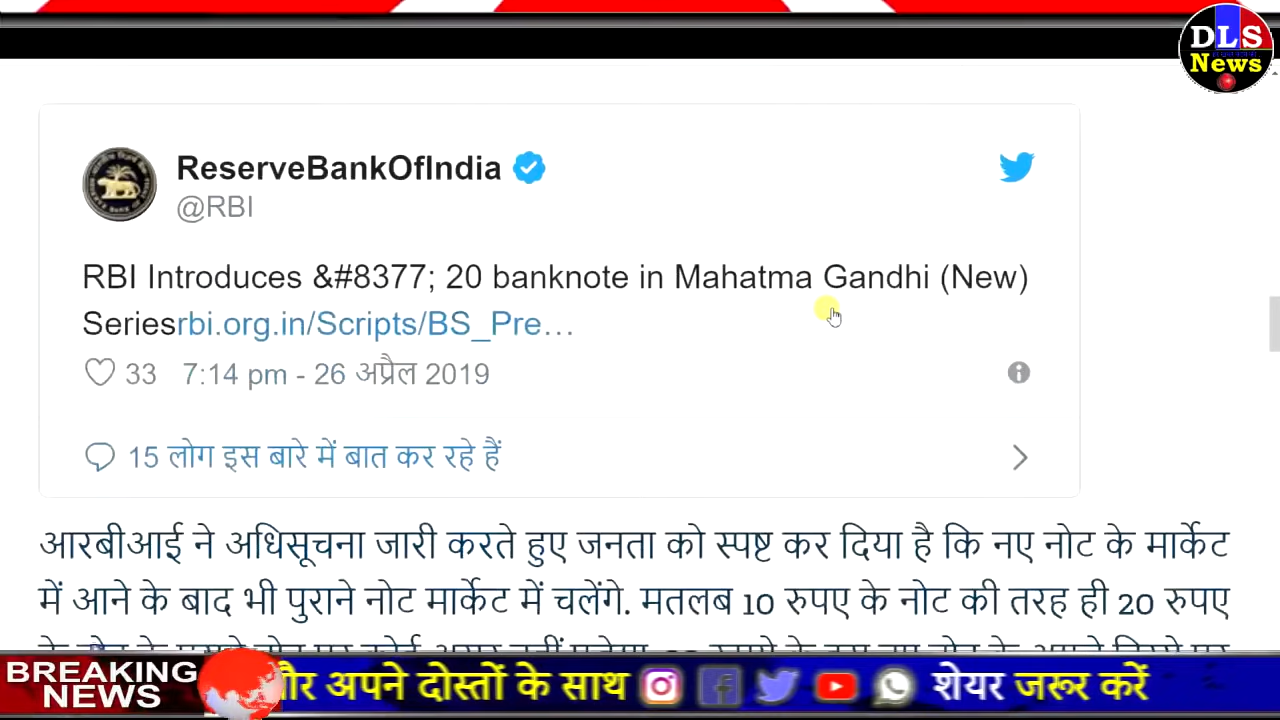 DLS
News
ReserveBankOfIndia
@RBI
RBI Introduces &#8377; 20 banknote in Mahatma Gandhi (New)
Seriesrbi.org.in/Scripts/BS_Pre…
33 7:14 pm - 26 अप्रैल 2019
15 लोग इस बारे में बात कर रहे हैं
आरबीआई ने अधिसूचना जारी करते हुए जनता को स्पष्ट कर दिया है कि नए नोट के मार्केट
में आने के बाद भी पुराने नोट मार्केट में चलेंगे. मतलब 10 रुपए के नोट की तरह ही 20 रुपए
BREAKING
NEWS
अपने दोस्तों के साथ शेयर जरूर करें